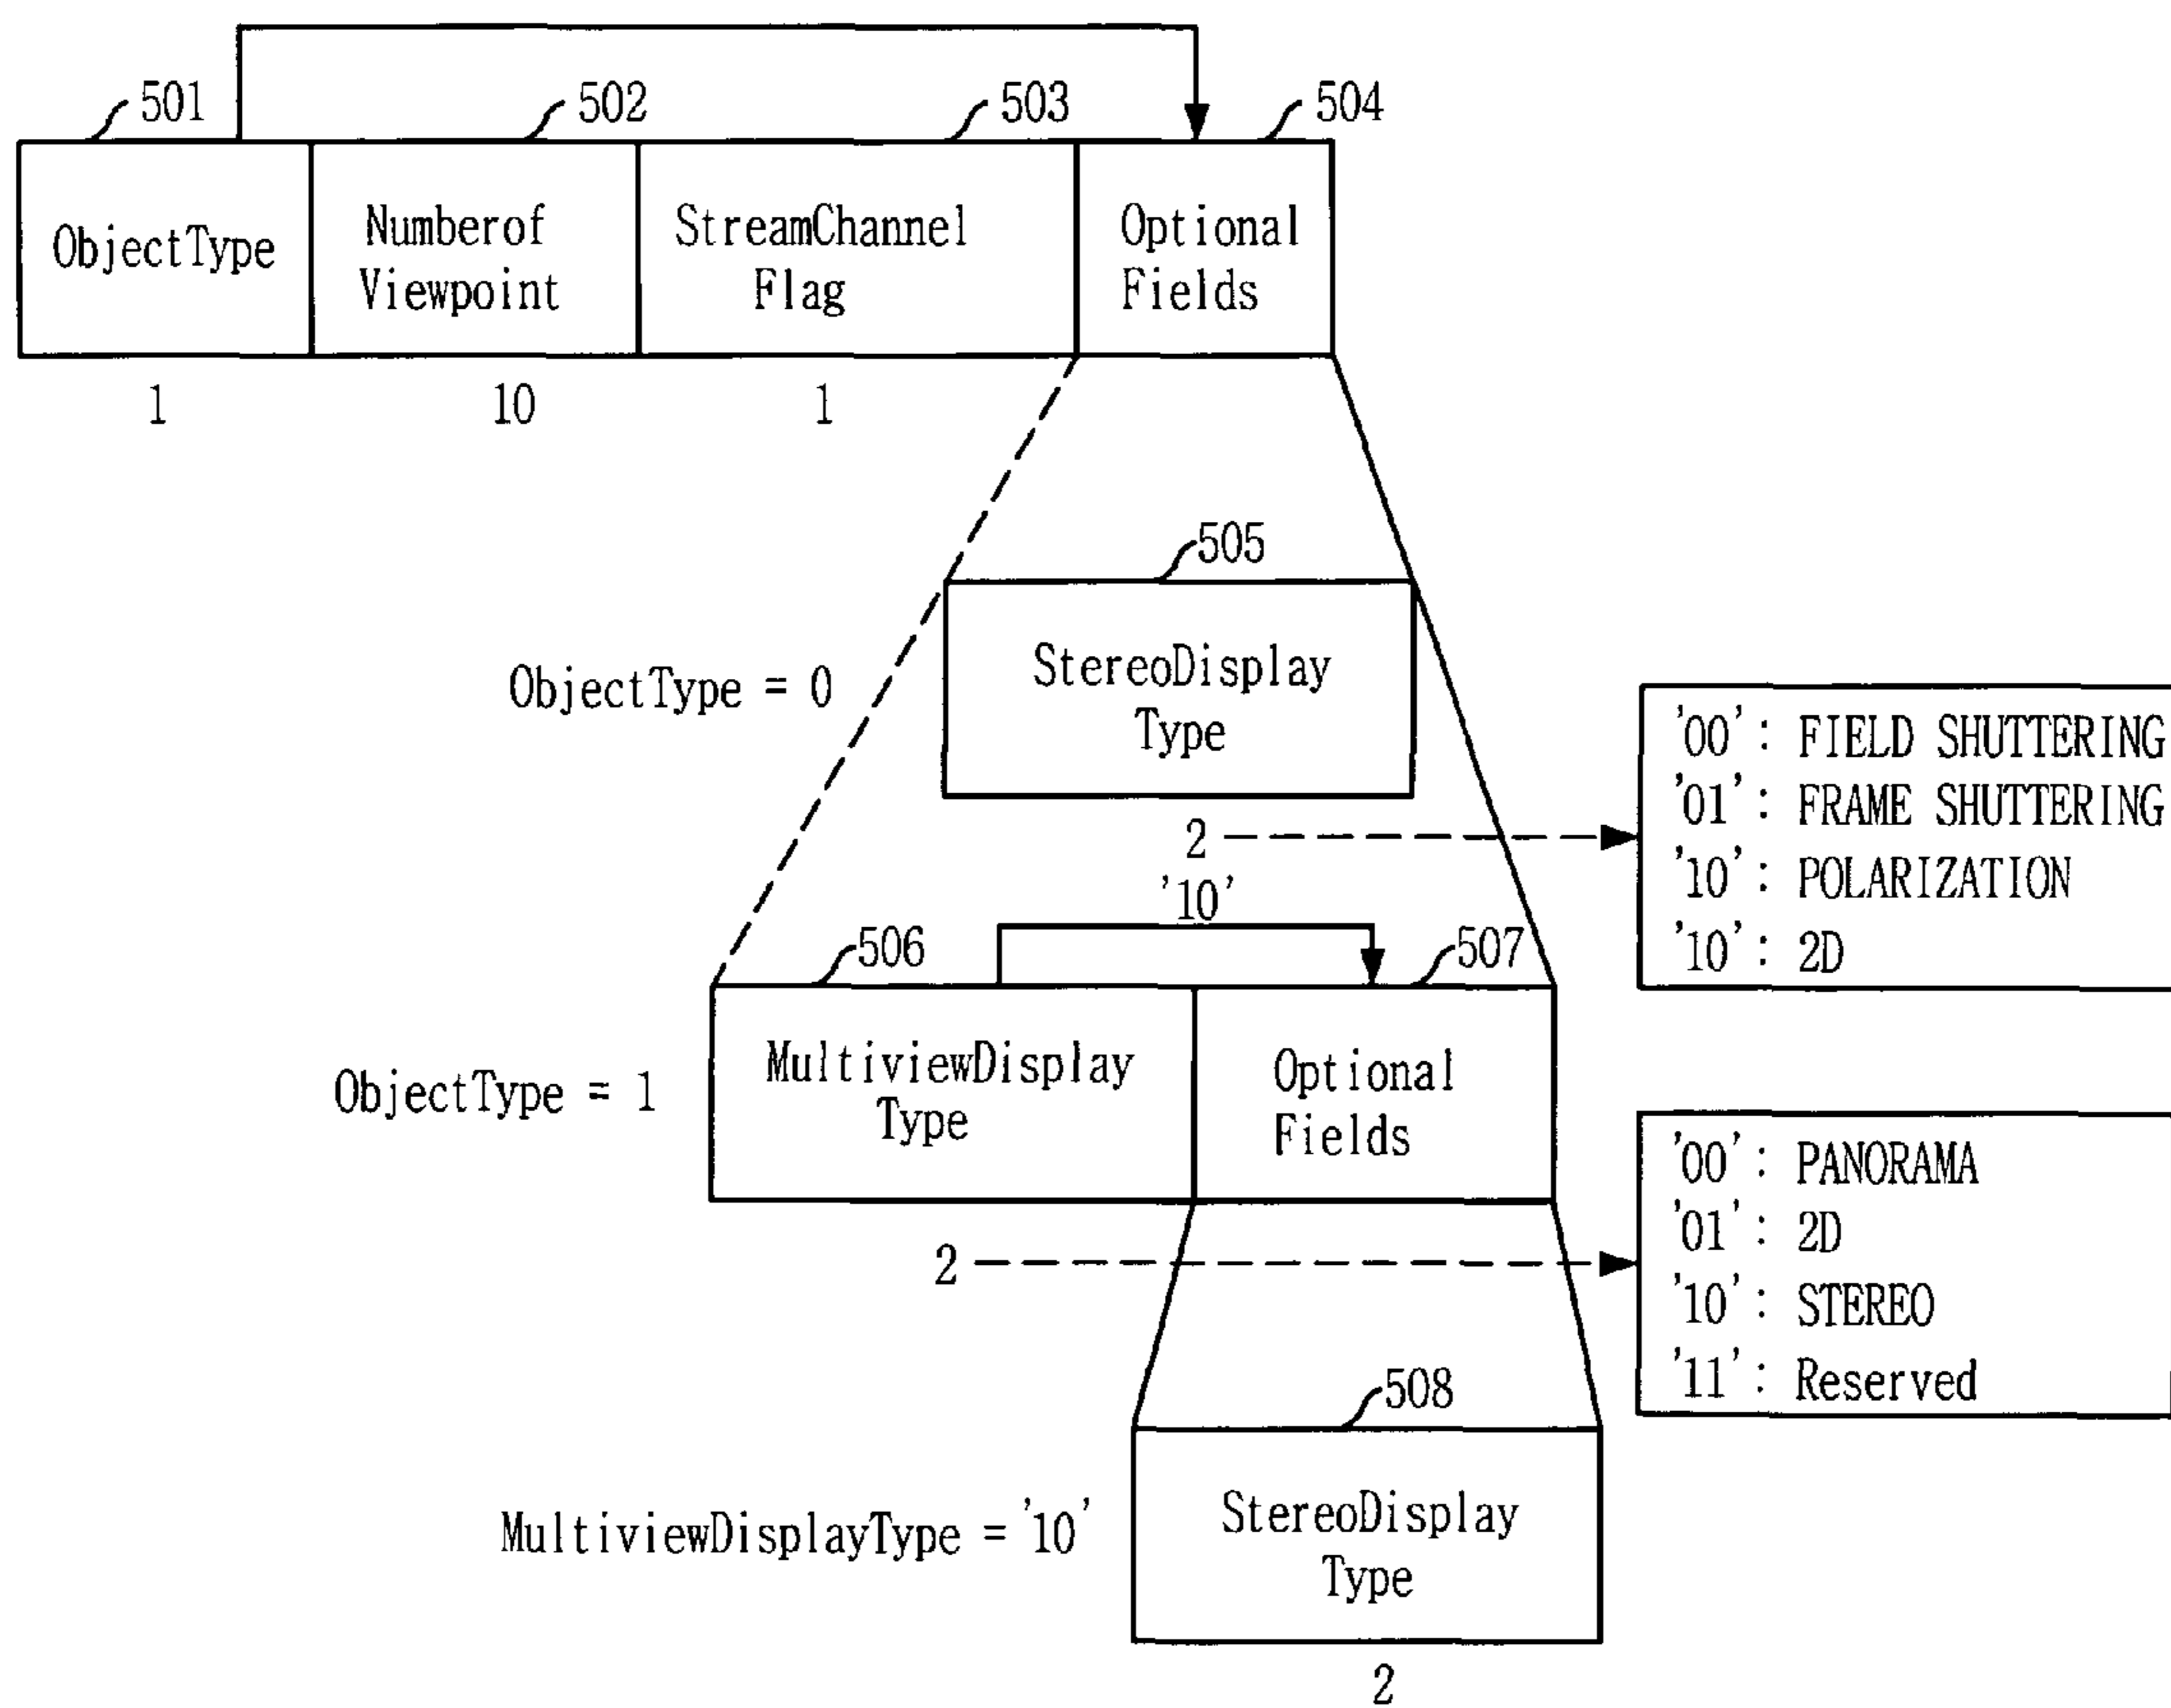 501
502
503
504
ObjectType
Numberof
Viewpoint
StreamChannel
Flag
Optional
Fields
1
10
1
505
ObjectType = 0
StereoDisplay
Type
2
'00': FIELD SHUTTERING
'01': FRAME SHUTTERING
'10': POLARIZATION
'10': 2D
'10'
506
507
ObjectType = 1
MultiviewDisplay
Type
Optional
Fields
2
'00': PANORAMA
'01': 2D
'10': STEREO
'11': Reserved
508
MultiviewDisplayType = '10'
StereoDisplay
Type
2